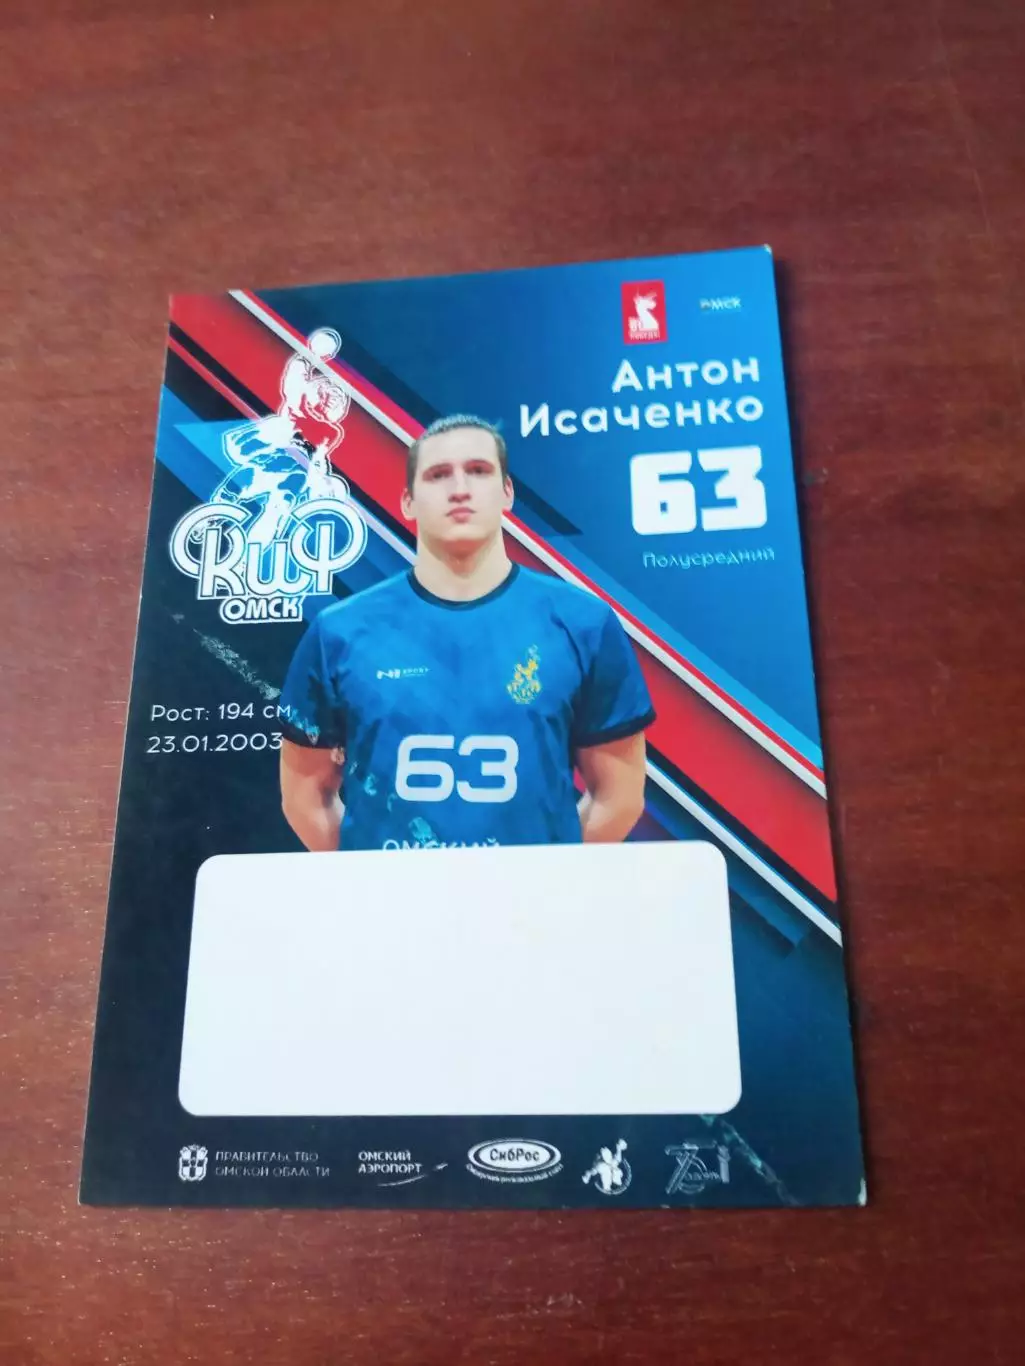 ОМСК
Антон
Исаченко
63
Полусредний
СКИФ
ОМСК
Рост: 194 см
23.01.2003
SPORT
63
ОМСКИЙ
ПРАВИТЕЛЬСТВО
ОМСКОЙ ОБЛАСТИ
ОМСКИЙ
АЭРОПОРТ
СибРос